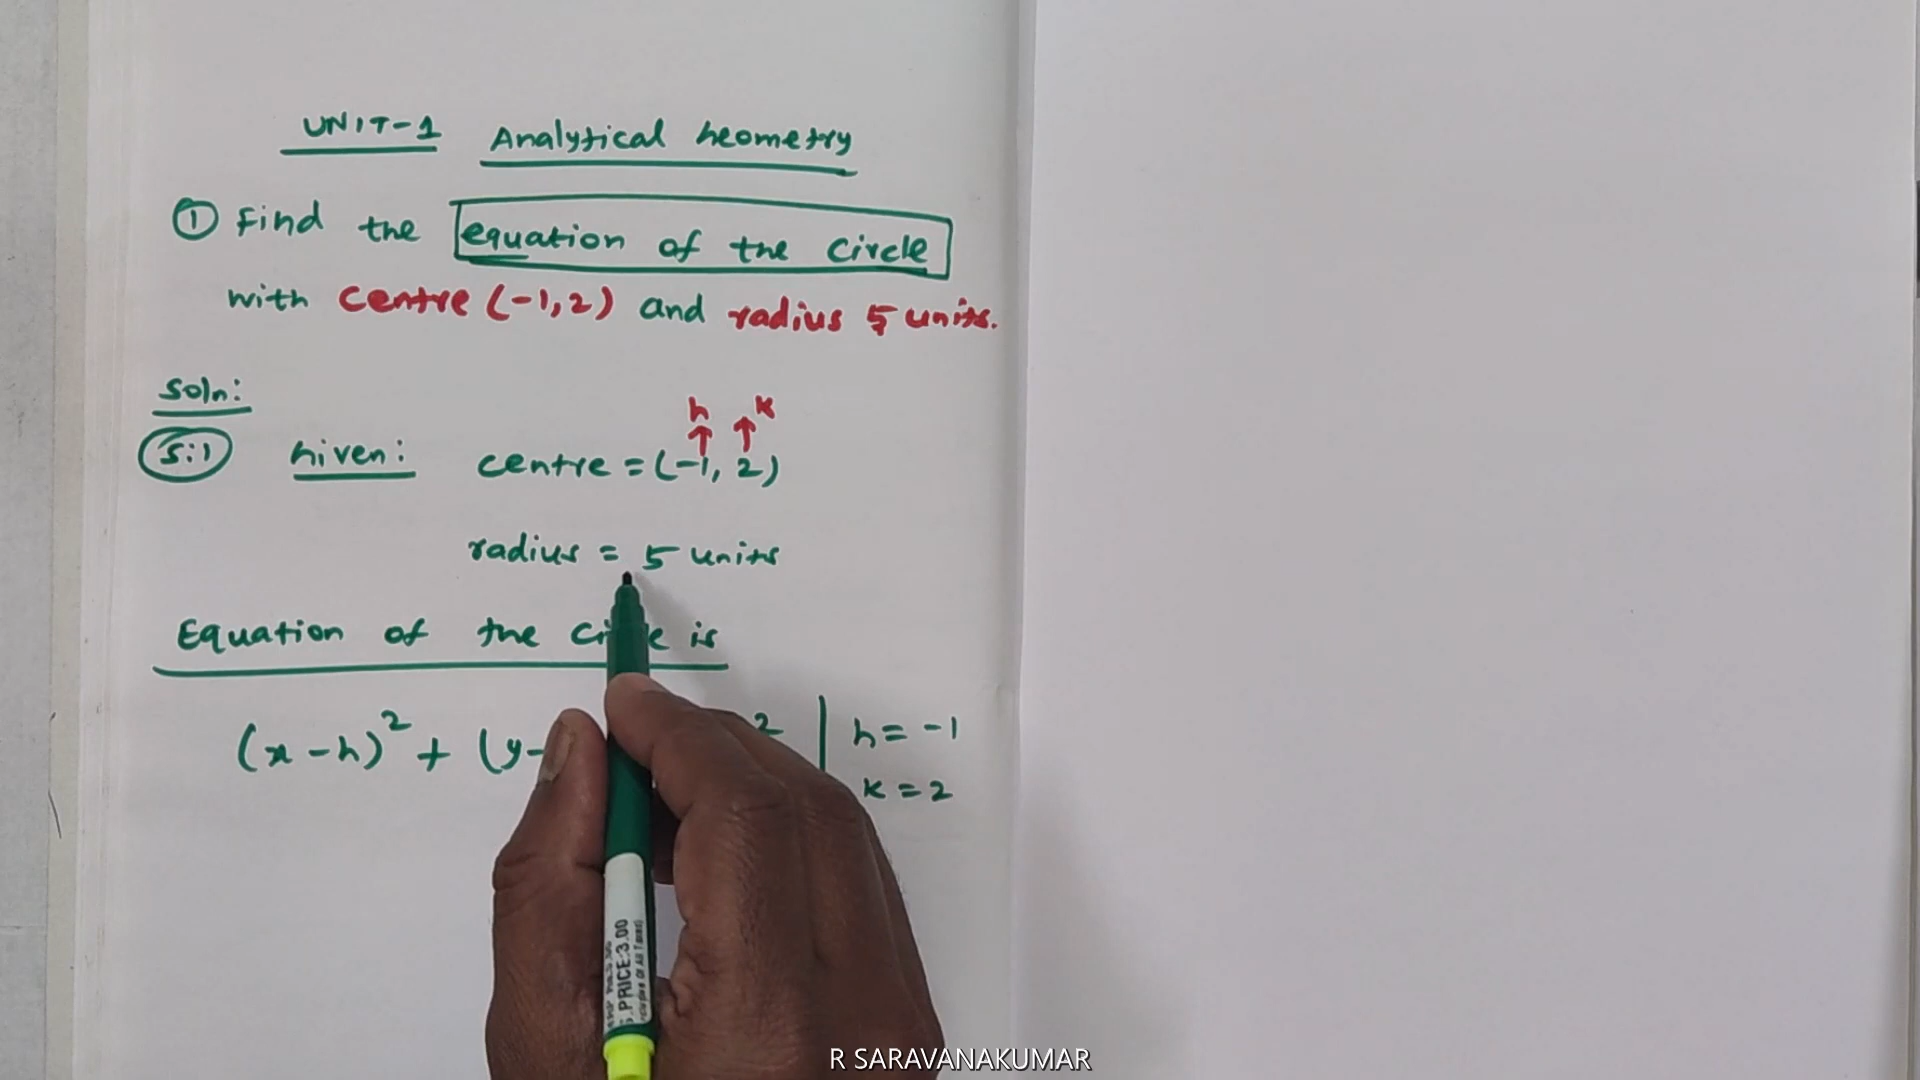 UNIT-1 Analytical Geometry
① Find the equation of the circle
with centre (-1,2) and radius 5 units.
Soln:
h k
S:1 Given: centre = (-1, 2)
radius = 5 units
Equation of the is
(x-h)² + (y- ² | h = -1
k = 2
PRICE:3.00
R SARAVANAKUMAR